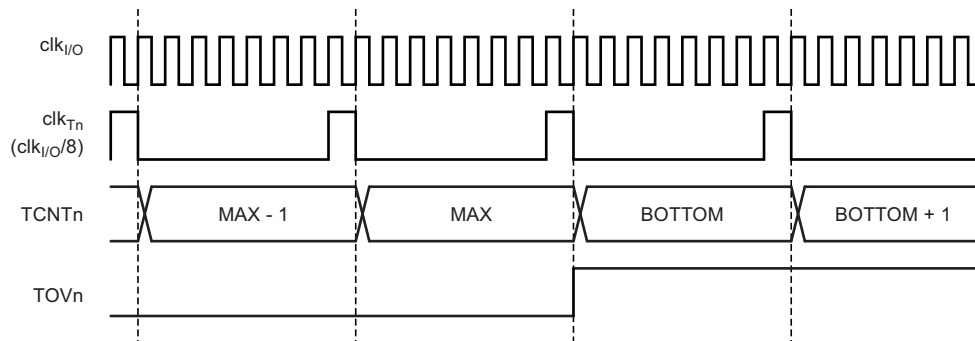 clkI/O
clkTn
(clkI/O/8)
TCNTn
MAX - 1
MAX
BOTTOM
BOTTOM + 1
TOVn